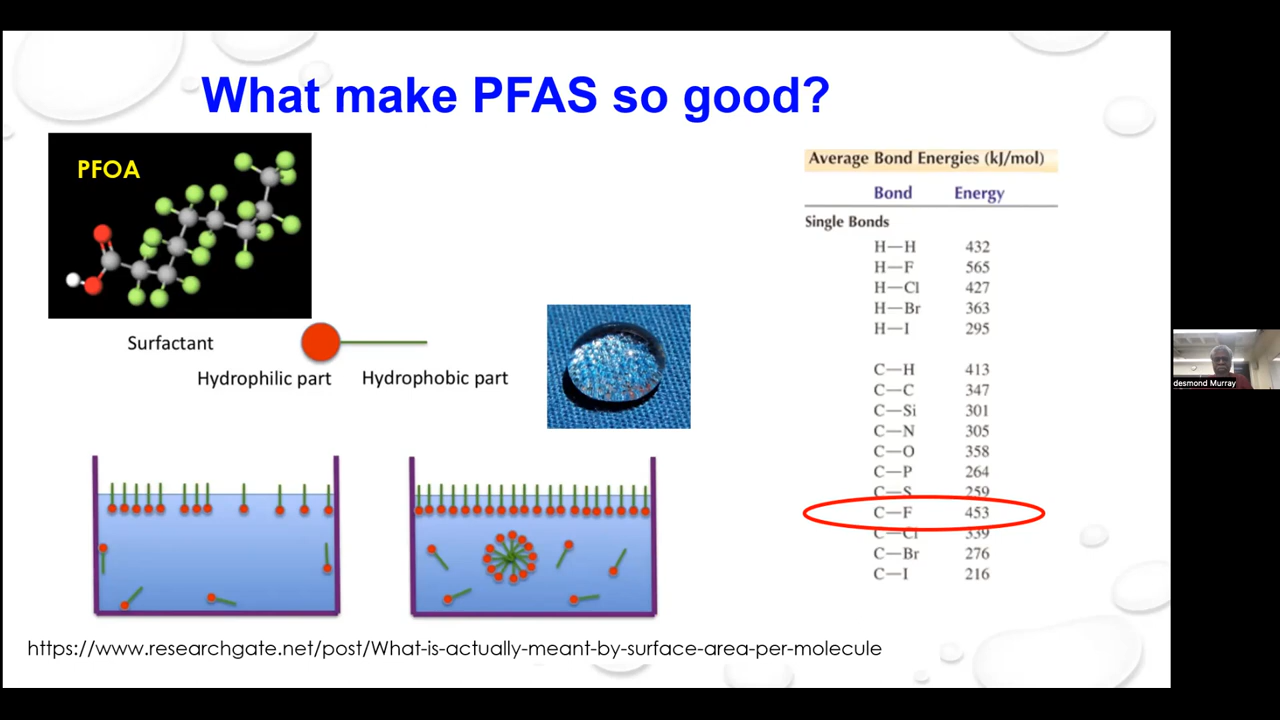 What make PFAS so good?
PFOA
Surfactant
Hydrophilic part
Hydrophobic part
Average Bond Energies (kJ/mol)
Bond Energy
Single Bonds
H—H 432
H—F 565
H—Cl 427
H—Br 363
H—I 295
C—H 413
C—C 347
C—Si 301
C—N 305
C—O 358
C—P 264
C—S 259
C—F 453
C—Cl 339
C—Br 276
C—I 216
https://www.researchgate.net/post/What-is-actually-meant-by-surface-area-per-molecule
desmond Murray